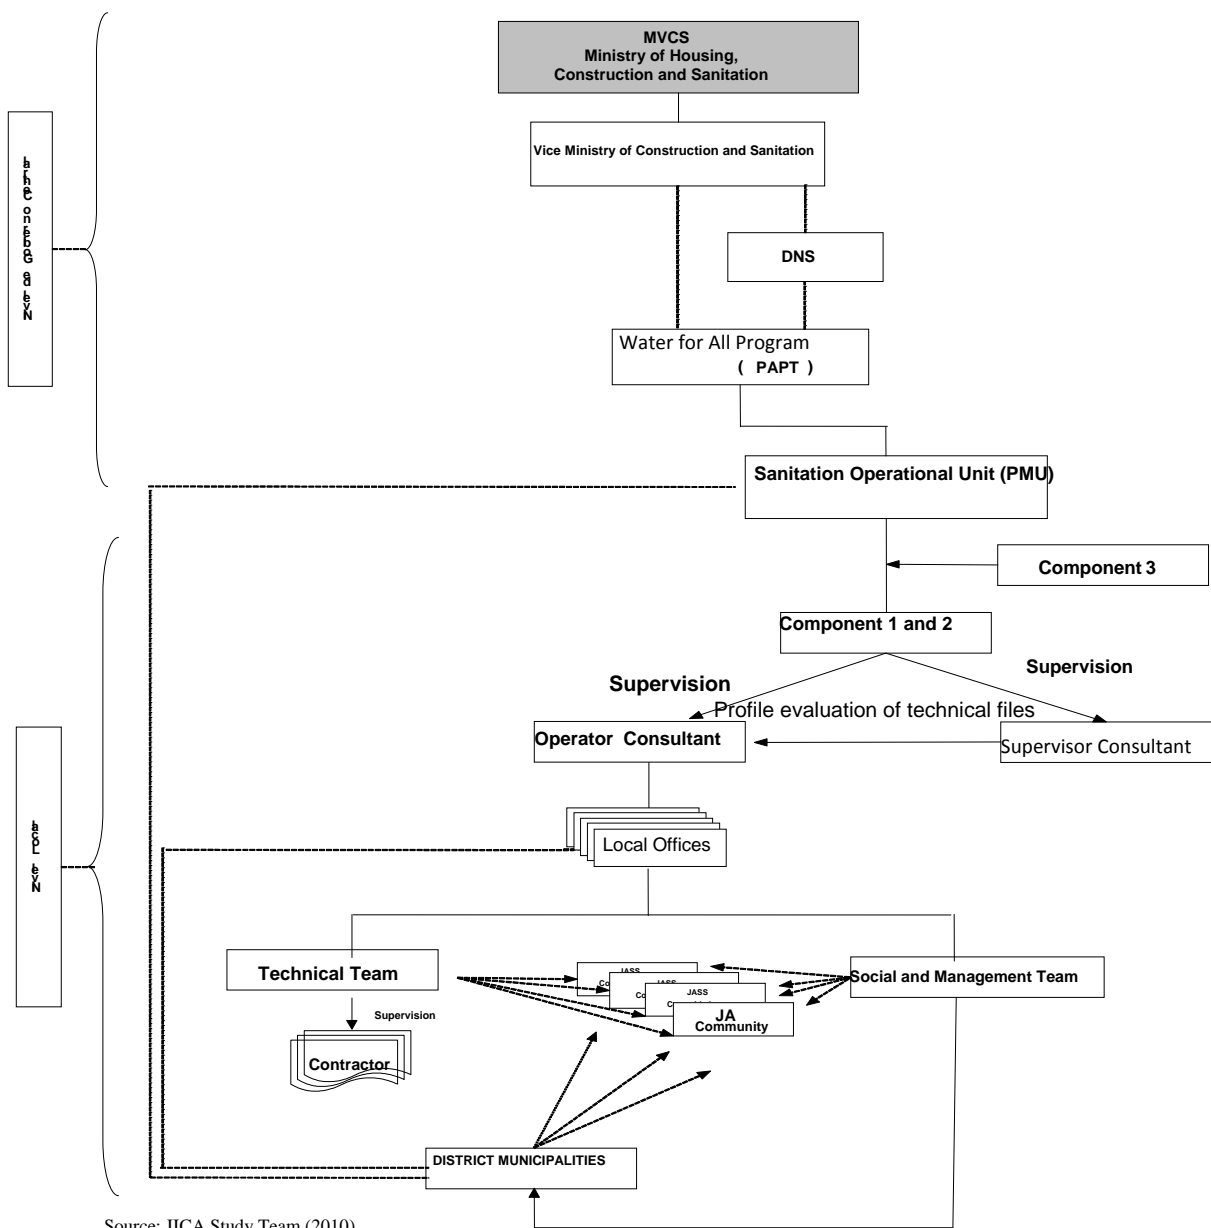 MVCS
Ministry of Housing,
Construction and Sanitation
Vice Ministry of Construction and Sanitation
DNS
Water for All Program
( PAPT )
Sanitation Operational Unit (PMU)
Component 3
Component 1 and 2
Supervision
Supervision
Profile evaluation of technical files
Operator Consultant
Supervisor Consultant
Local Offices
Technical Team
JASS
JASS
JASS
JA
Community
Social and Management Team
Supervision
Contractor
DISTRICT MUNICIPALITIES
Source: JICA Study Team (2010)